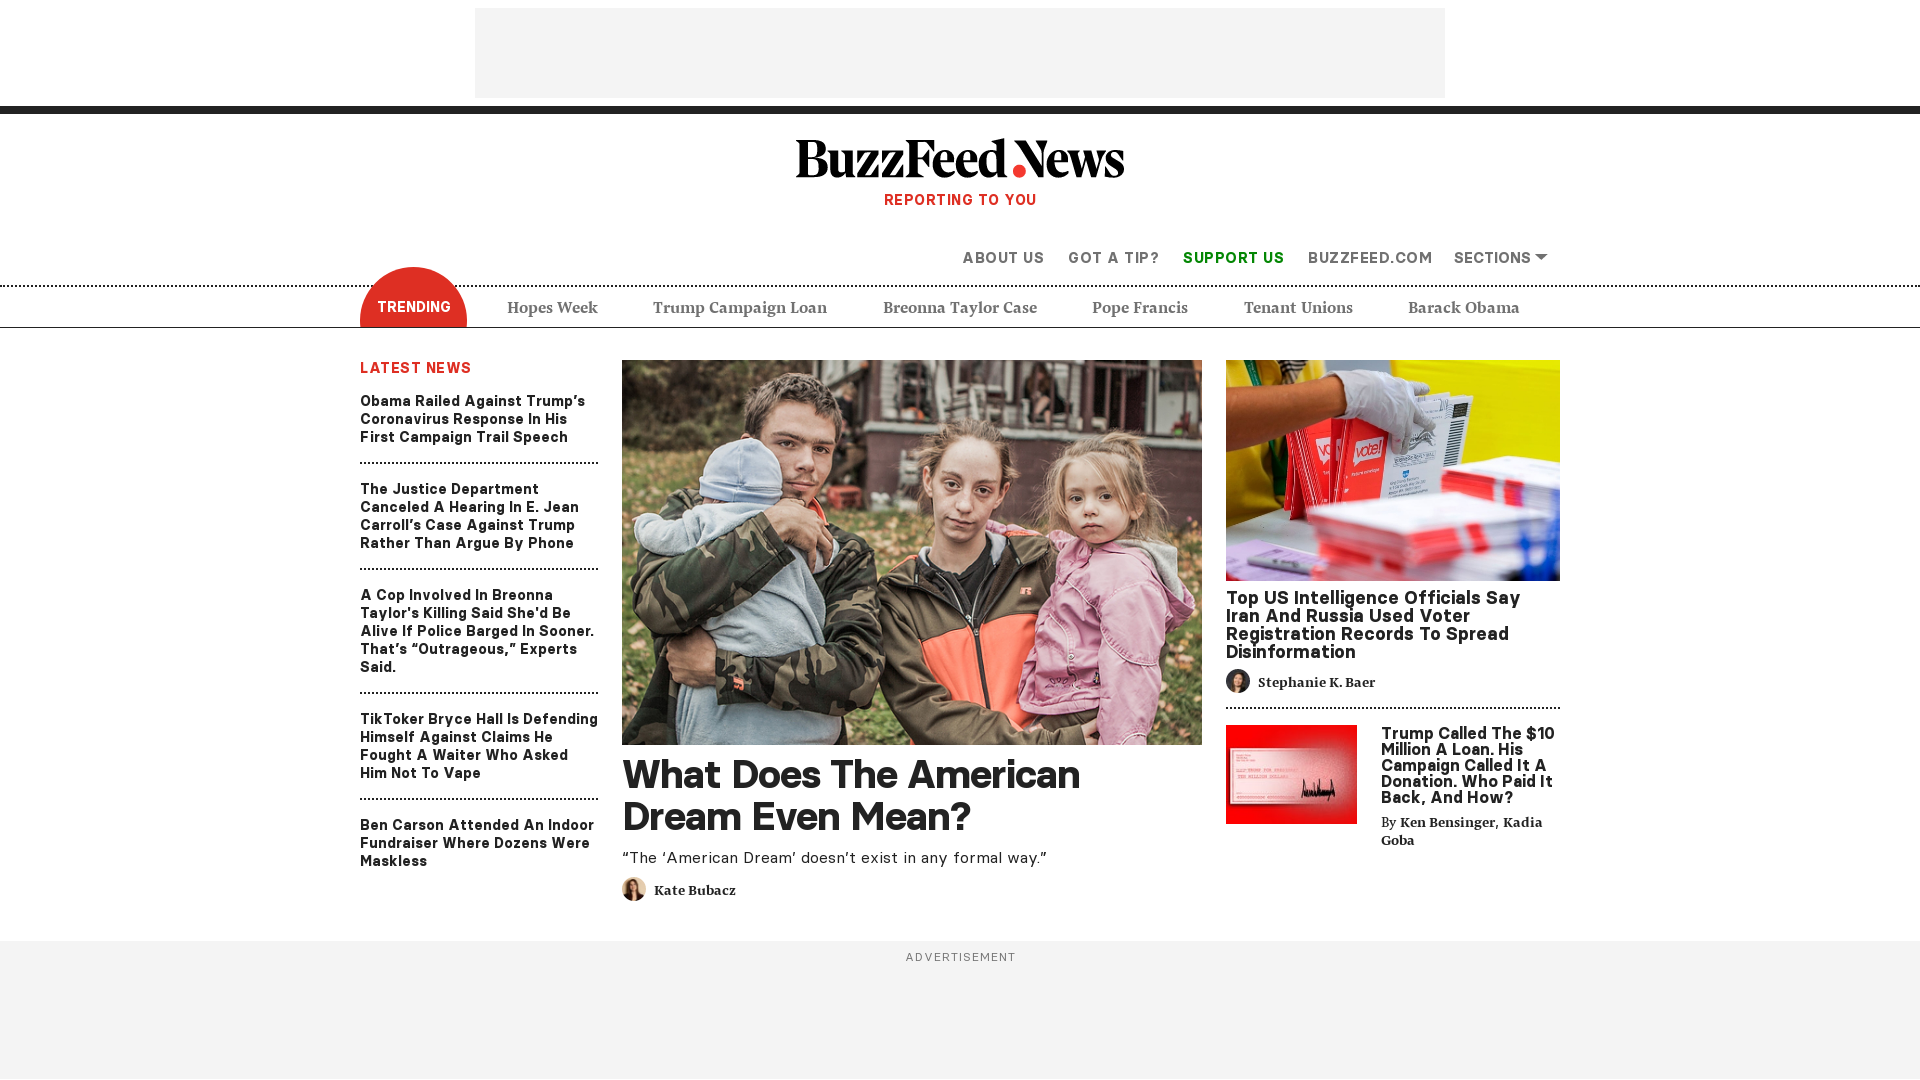 BuzzFeed News
REPORTING TO YOU
ABOUT US
GOT A TIP?
SUPPORT US
BUZZFEED.COM
SECTIONS
TRENDING
Hopes Week
Trump Campaign Loan
Breonna Taylor Case
Pope Francis
Tenant Unions
Barack Obama
LATEST NEWS
Obama Railed Against Trump’s
Coronavirus Response In His
First Campaign Trail Speech
The Justice Department
Canceled A Hearing In E. Jean
Carroll’s Case Against Trump
Rather Than Argue By Phone
A Cop Involved In Breonna
Taylor's Killing Said She'd Be
Alive If Police Barged In Sooner.
That’s “Outrageous,” Experts
Said.
TikToker Bryce Hall Is Defending
Himself Against Claims He
Fought A Waiter Who Asked
Him Not To Vape
Ben Carson Attended An Indoor
Fundraiser Where Dozens Were
Maskless
What Does The American
Dream Even Mean?
“The ‘American Dream’ doesn’t exist in any formal way.”
Kate Bubacz
vote!
Top US Intelligence Officials Say
Iran And Russia Used Voter
Registration Records To Spread
Disinformation
Stephanie K. Baer
Trump Called The $10
Million A Loan. His
Campaign Called It A
Donation. Who Paid It
Back, And How?
By Ken Bensinger, Kadia
Goba
ADVERTISEMENT